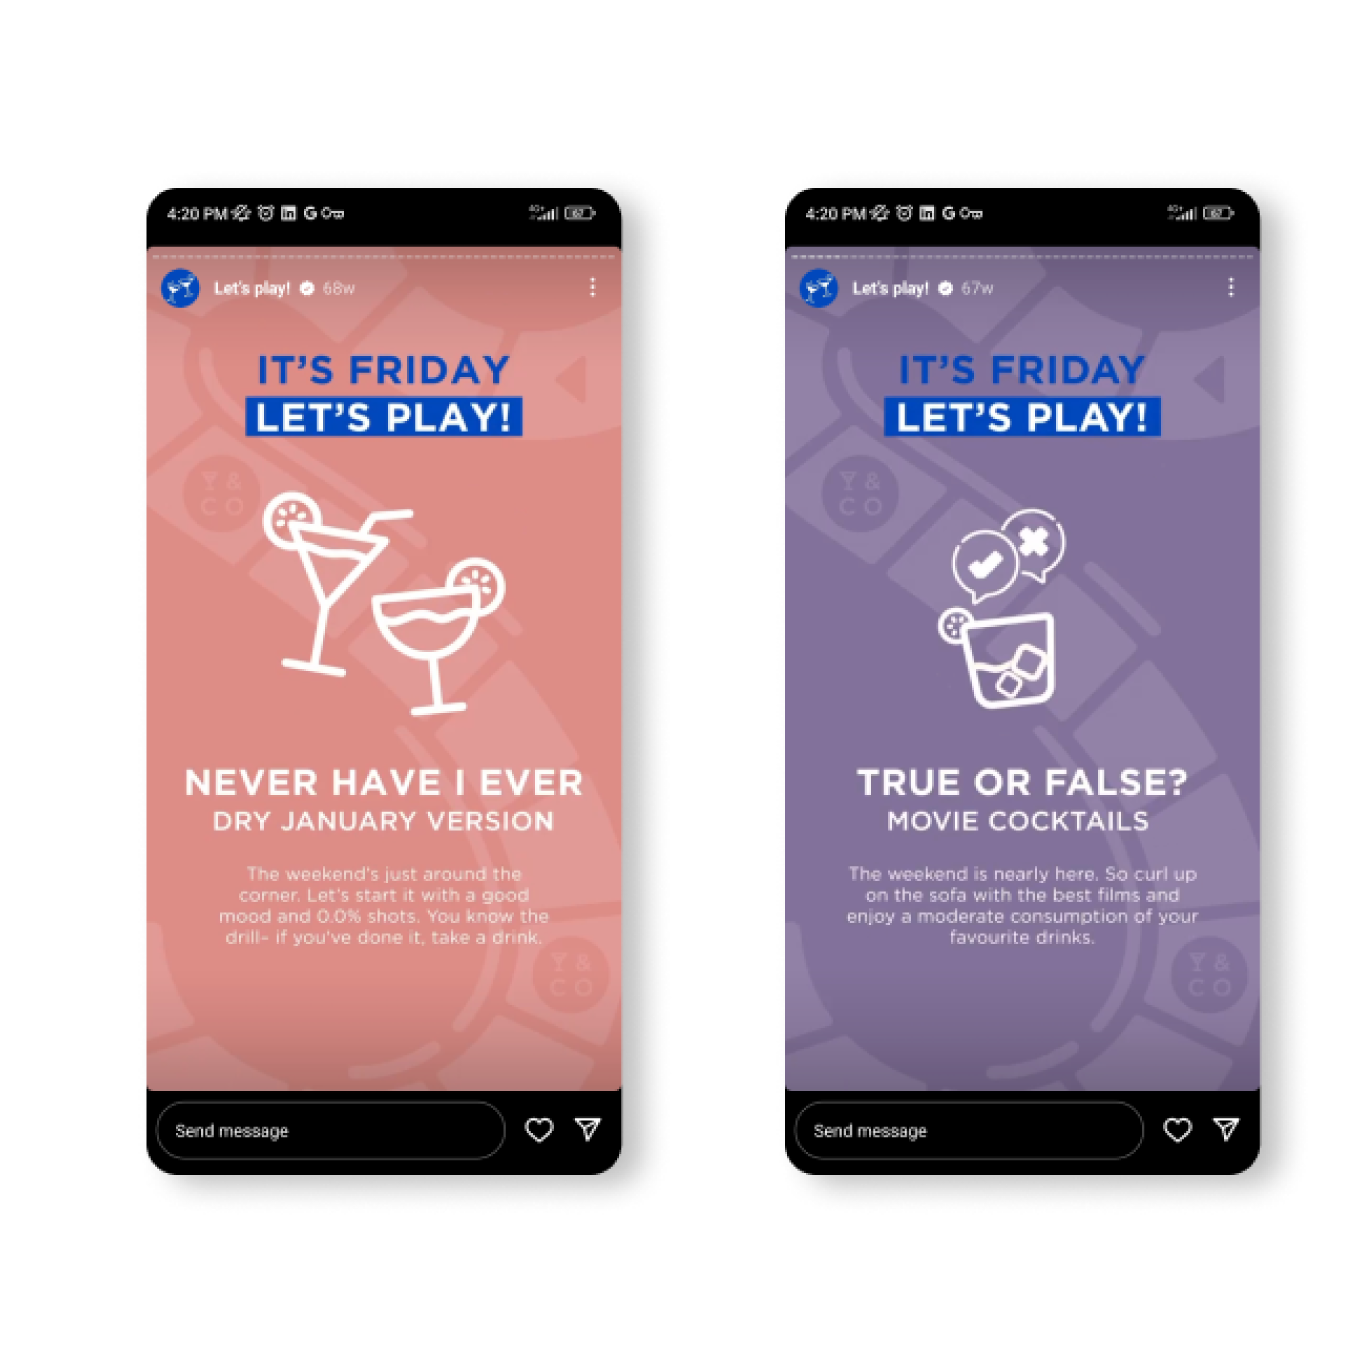 4:20 PM
Let's play! 68w
IT'S FRIDAY
LET'S PLAY!
Y &
CO
NEVER HAVE I EVER
DRY JANUARY VERSION
The weekend's just around the
corner. Let's start it with a good
mood and 0.0% shots. You know the
drill- if you've done it, take a drink.
Y &
CO
Send message
4:20 PM
Let's play! 67w
IT'S FRIDAY
LET'S PLAY!
Y &
CO
TRUE OR FALSE?
MOVIE COCKTAILS
The weekend is nearly here. So curl up
on the sofa with the best films and
enjoy a moderate consumption of your
favourite drinks.
Y &
CO
Send message